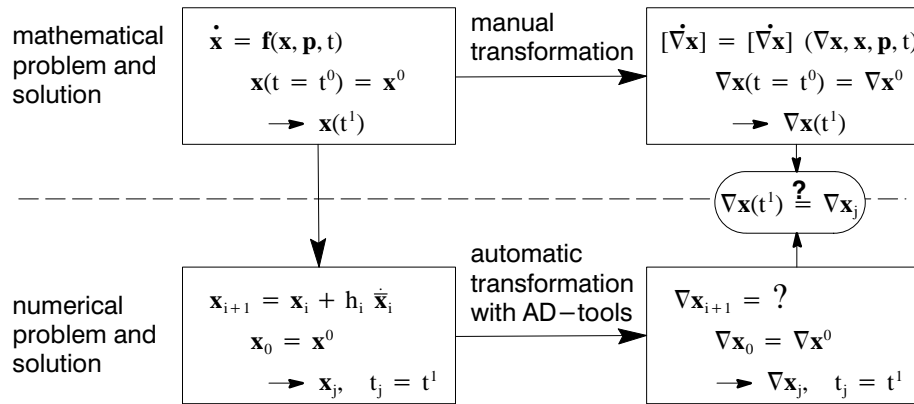 mathematical
problem and
solution
ẋ = f(x, p, t)
x(t = t⁰) = x⁰
→ x(t¹)
manual
transformation
[∇ẋ] = [∇ẋ] (∇x, x, p, t)
∇x(t = t⁰) = ∇x⁰
→ ∇x(t¹)
∇x(t¹) ≟ ∇xⱼ
numerical
problem and
solution
xᵢ₊₁ = xᵢ + hᵢ ẋ̅ᵢ
x₀ = x⁰
→ xⱼ, tⱼ = t¹
automatic
transformation
with AD−tools
∇xᵢ₊₁ = ?
∇x₀ = ∇x⁰
→ ∇xⱼ, tⱼ = t¹